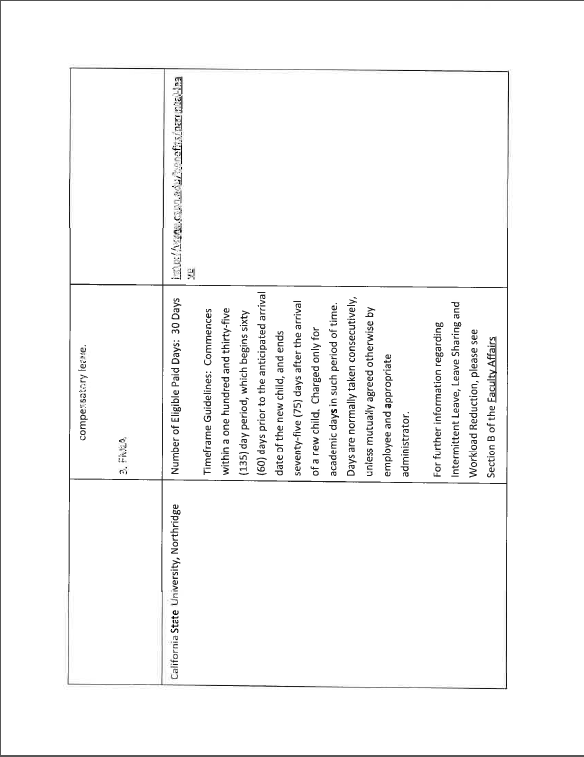 compensatory leave.
3. FMLA.
California State University, Northridge
Number of Eligible Paid Days: 30 Days
Timeframe Guidelines: Commences
within a one hundred and thirty-five
(135) day period, which begins sixty
(60) days prior to the anticipated arrival
date of the new child, and ends
seventy-five (75) days after the arrival
of a new child. Charged only for
academic days in such period of time.
Days are normally taken consecutively,
unless mutually agreed otherwise by
employee and appropriate
administrator.
For further information regarding
Intermittent Leave, Leave Sharing and
Workload Reduction, please see
Section B of the Faculty Affairs